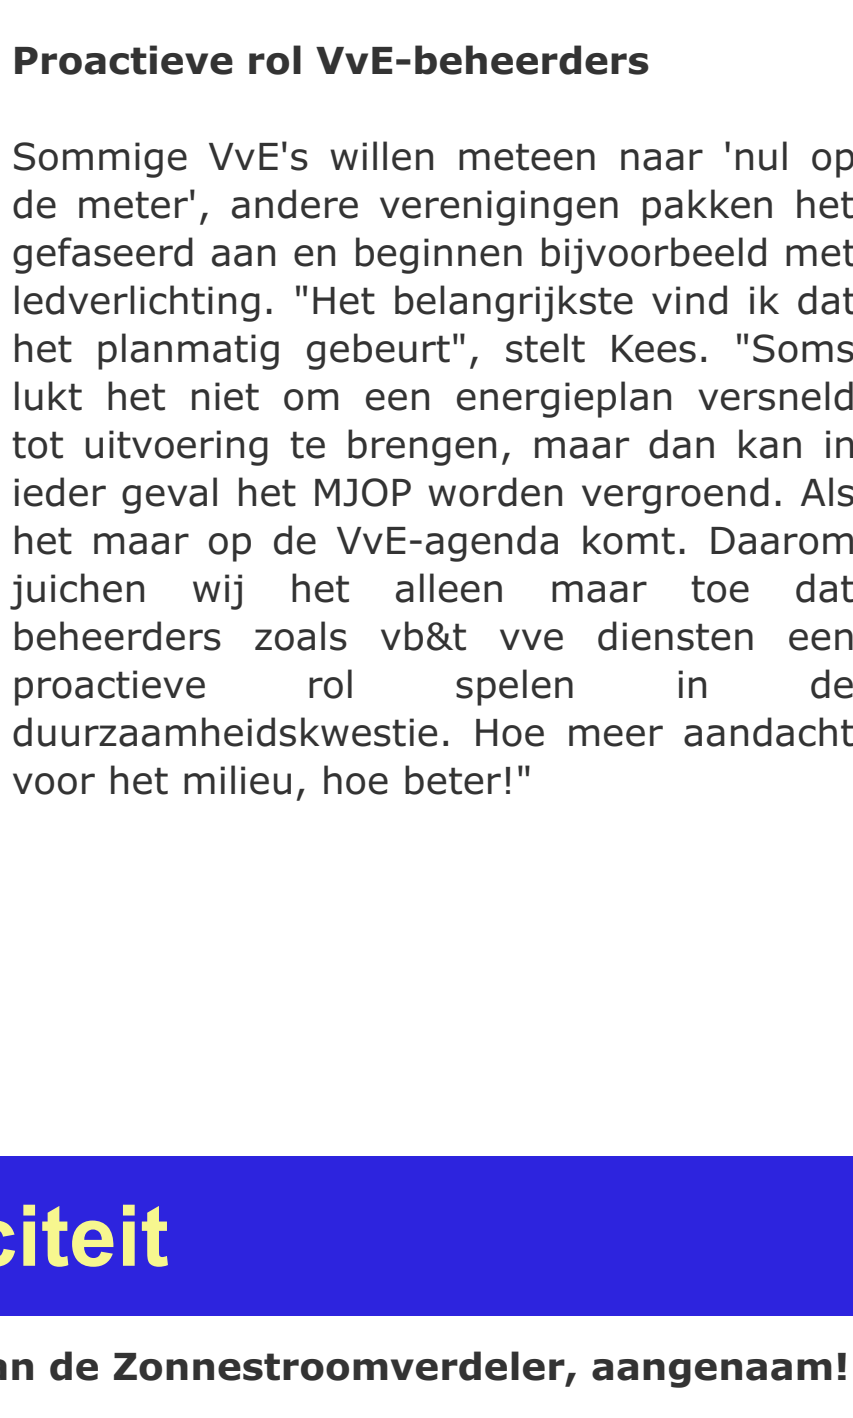 Proactieve rol VvE-beheerders
Sommige VvE's willen meteen naar 'nul op
de meter', andere verenigingen pakken het
gefaseerd aan en beginnen bijvoorbeeld met
ledverlichting. "Het belangrijkste vind ik dat
het planmatig gebeurt", stelt Kees. "Soms
lukt het niet om een energieplan versneld
tot uitvoering te brengen, maar dan kan in
ieder geval het MJOP worden vergroend. Als
het maar op de VvE-agenda komt. Daarom
juichen wij het alleen maar toe dat
beheerders zoals vb&t vve diensten een
proactieve rol spelen in de
duurzaamheidskwestie. Hoe meer aandacht
voor het milieu, hoe beter!"
citeit
an de Zonnestroomverdeler, aangenaam!